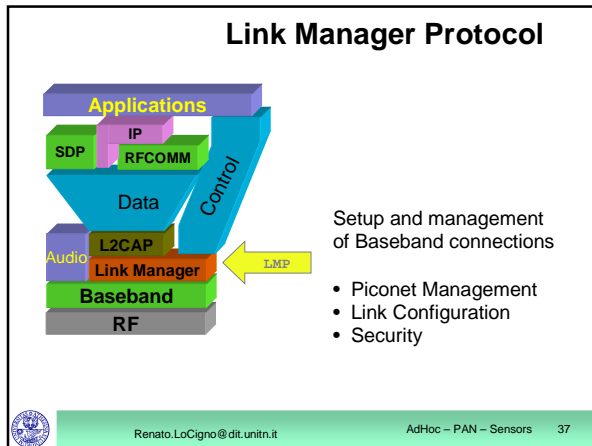 Link Manager Protocol
Applications
IP
SDP
RFCOMM
Control
Data
Audio
L2CAP
Link Manager
LMP
Baseband
RF
Setup and management
of Baseband connections
• Piconet Management
• Link Configuration
• Security
Renato.LoCigno@dit.unitn.it
AdHoc – PAN – Sensors 37